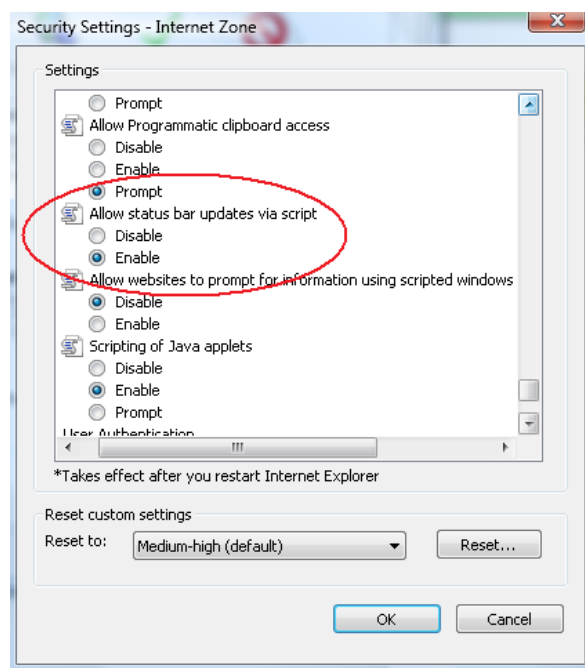 Security Settings - Internet Zone
Settings
Prompt
Allow Programmatic clipboard access
Disable
Enable
Prompt
Allow status bar updates via script
Disable
Enable
Allow websites to prompt for information using scripted windows
Disable
Enable
Scripting of Java applets
Disable
Enable
Prompt
User Authentication
*Takes effect after you restart Internet Explorer
Reset custom settings
Reset to:
Medium-high (default)
Reset...
OK
Cancel